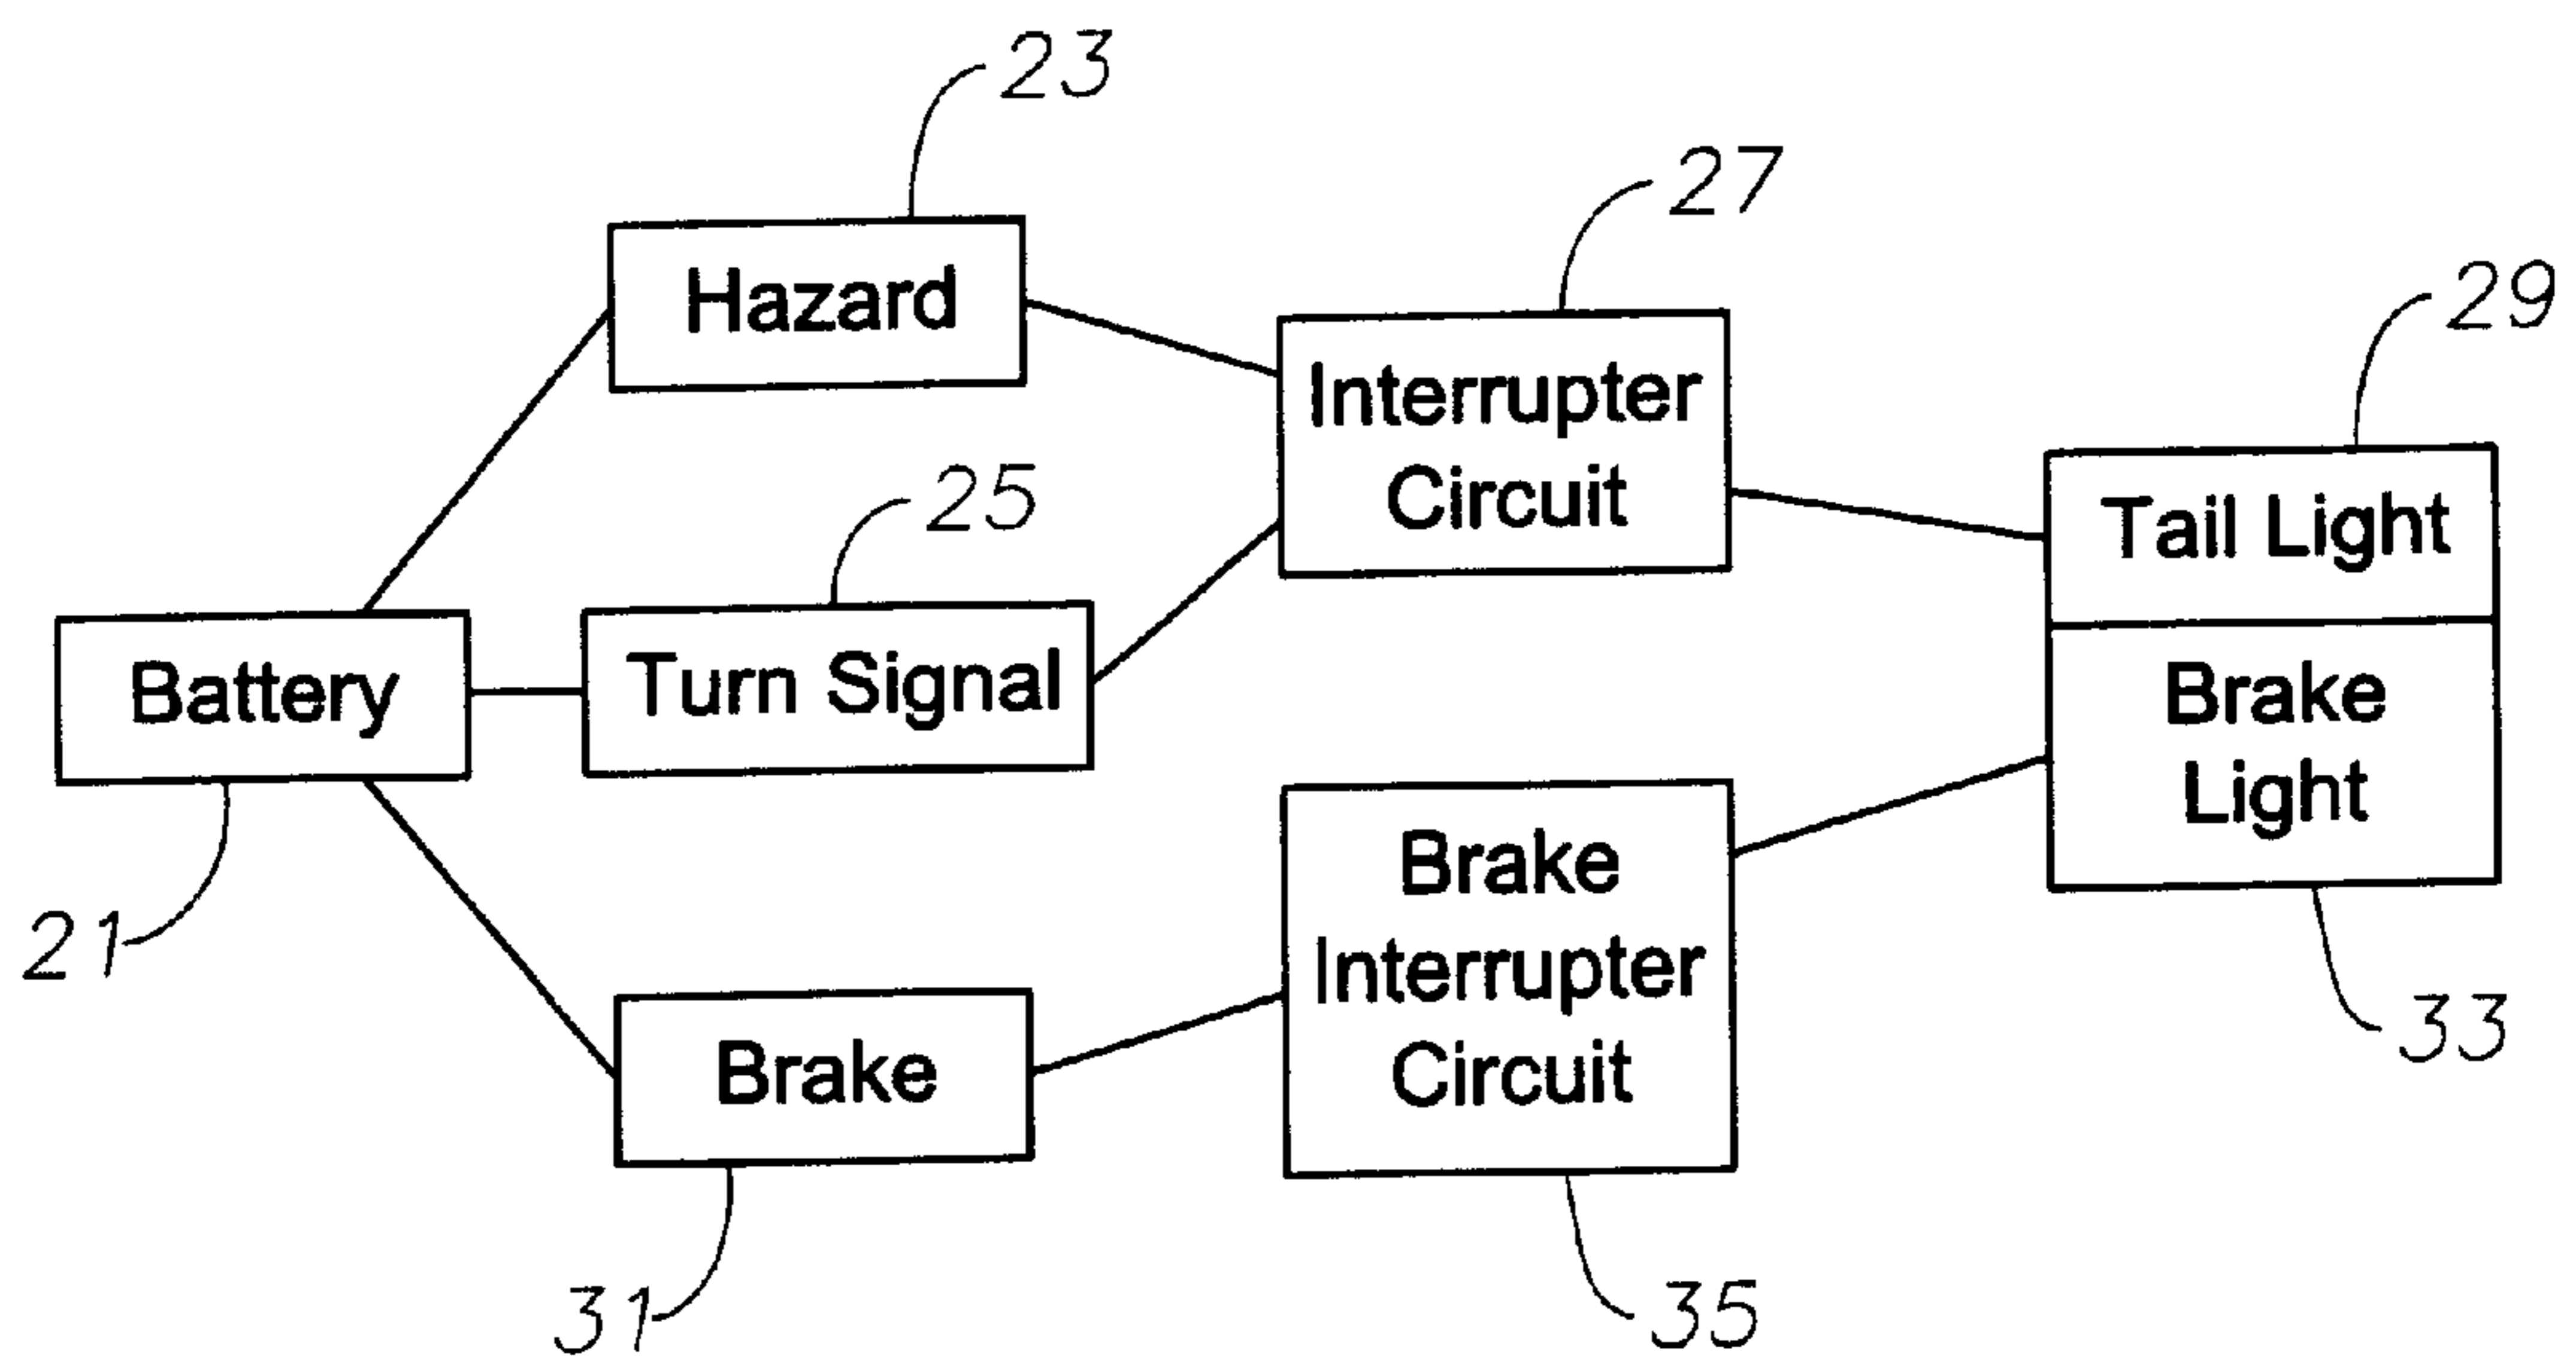 23
Hazard
27
Interrupter
Circuit
29
Tail Light
25
Turn Signal
Battery
21
Brake
Light
33
Brake
Interrupter
Circuit
35
Brake
31